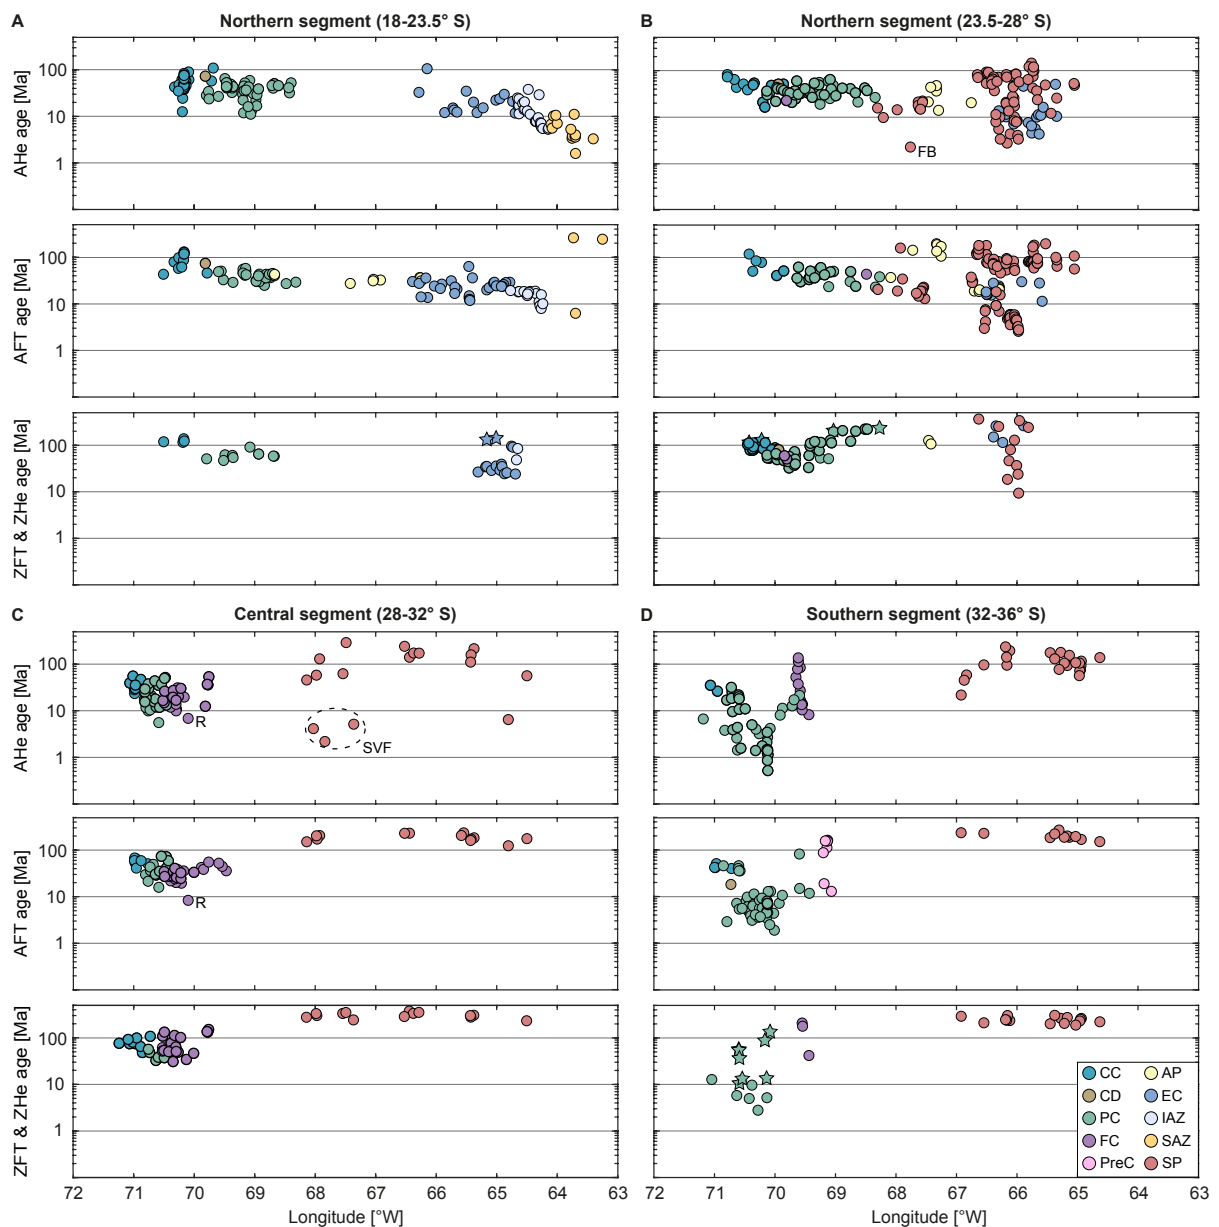 A Northern segment (18-23.5° S)
B Northern segment (23.5-28° S)
AHe age [Ma]
100
10
1
FB
AFT age [Ma]
100
10
1
ZFT & ZHe age [Ma]
100
10
1
C Central segment (28-32° S)
D Southern segment (32-36° S)
AHe age [Ma]
100
10
1
R
SVF
AFT age [Ma]
100
10
1
R
ZFT & ZHe age [Ma]
100
10
1
CC AP
CD EC
PC IAZ
FC SAZ
PreC SP
72 71 70 69 68 67 66 65 64 63
72 71 70 69 68 67 66 65 64 63
Longitude [°W]
Longitude [°W]